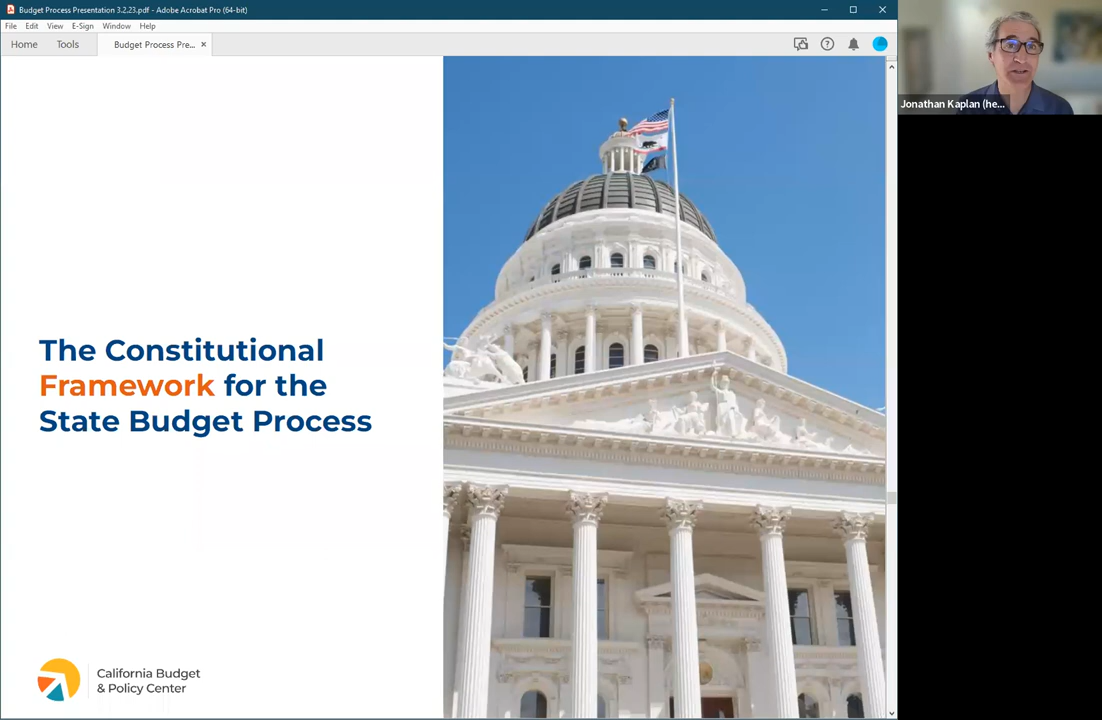 Budget Process Presentation 3.2.23.pdf - Adobe Acrobat Pro (64-bit)
File Edit View E-Sign Window Help
Home Tools Budget Process Pre... ×
Jonathan Kaplan (he...
The Constitutional
Framework for the
State Budget Process
California Budget
& Policy Center